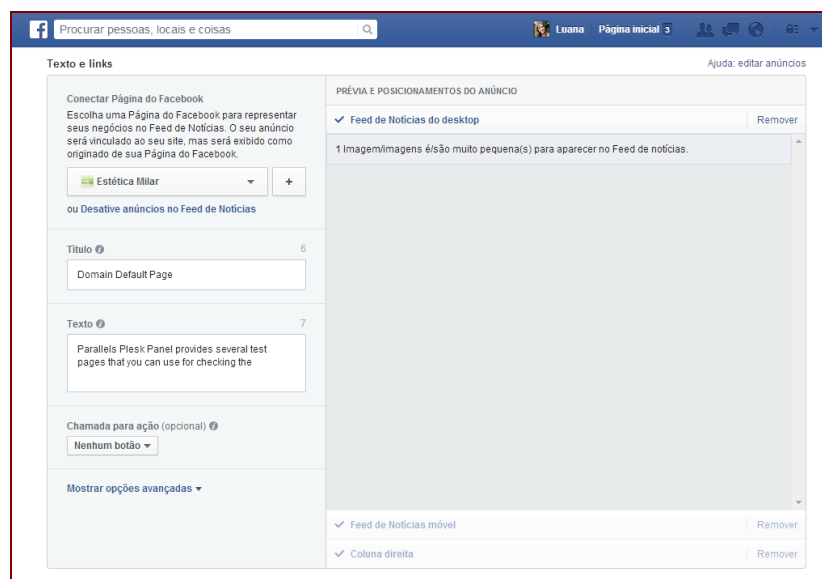 Procurar pessoas, locais e coisas
Luana Página inicial 3
Texto e links
Ajuda: editar anúncios
Conectar Página do Facebook
Escolha uma Página do Facebook para representar
seus negócios no Feed de Notícias. O seu anúncio
será vinculado ao seu site, mas será exibido como
originado de sua Página do Facebook.
Estética Milar
+
ou Desative anúncios no Feed de Notícias
Título 6
Domain Default Page
Texto 7
Parallels Plesk Panel provides several test
pages that you can use for checking the
Chamada para ação (opcional)
Nenhum botão
Mostrar opções avançadas
PRÉVIA E POSICIONAMENTOS DO ANÚNCIO
Feed de Notícias do desktop Remover
1 Imagem/imagens é/são muito pequena(s) para aparecer no Feed de notícias.
Feed de Notícias móvel Remover
Coluna direita Remover